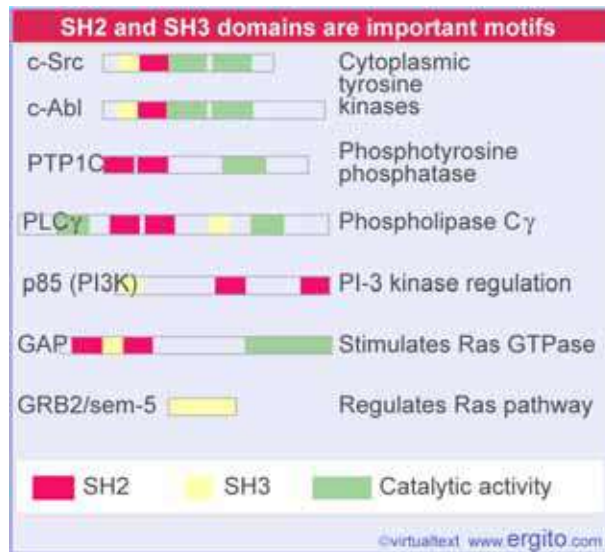 SH2 and SH3 domains are important motifs
c-Src
Cytoplasmic
tyrosine
kinases
c-Abl
PTP1C
Phosphotyrosine
phosphatase
PLCγ
Phospholipase Cγ
p85 (PI3K)
PI-3 kinase regulation
GAP
Stimulates Ras GTPase
GRB2/sem-5
Regulates Ras pathway
SH2
SH3
Catalytic activity
©virtualtext www.ergito.com